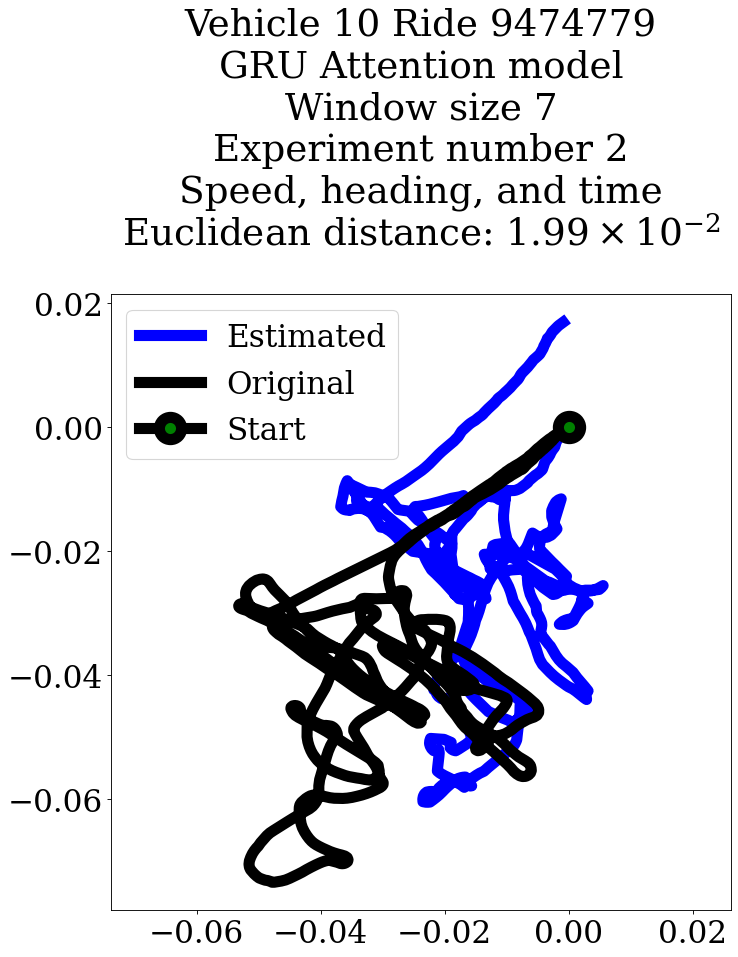 Vehicle 10 Ride 9474779
GRU Attention model
Window size 7
Experiment number 2
Speed, heading, and time
Euclidean distance: 1.99 × 10⁻²
0.02
Estimated
Original
0.00
Start
−0.02
−0.04
−0.06
−0.06 −0.04 −0.02 0.00 0.02